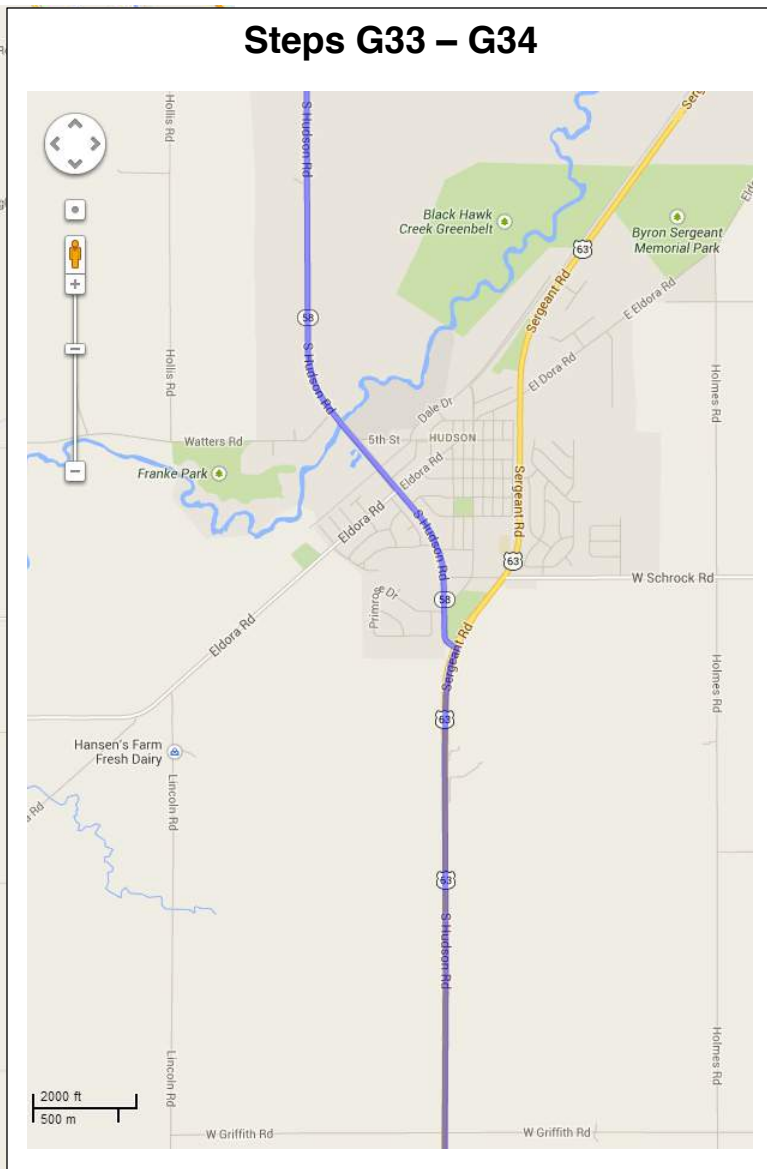 Steps G33 – G34
Hollis Rd
S Hudson Rd
Black Hawk
Creek Greenbelt
Byron Sergeant
Memorial Park
63
Sergeant Rd
E Eldora Rd
58
S Hudson Rd
Hollis Rd
El Dora Rd
Holmes Rd
Dale Dr
Watters Rd
5th St
HUDSON
Franke Park
Eldora Rd
Eldora Rd
Sergeant Rd
S Hudson Rd
63
W Schrock Rd
58
Primrose Dr
Eldora Rd
Sergeant Rd
Holmes Rd
63
Hansen's Farm
Fresh Dairy
Lincoln Rd
63
S Hudson Rd
Holmes Rd
Lincoln Rd
2000 ft
500 m
W Griffith Rd
W Griffith Rd